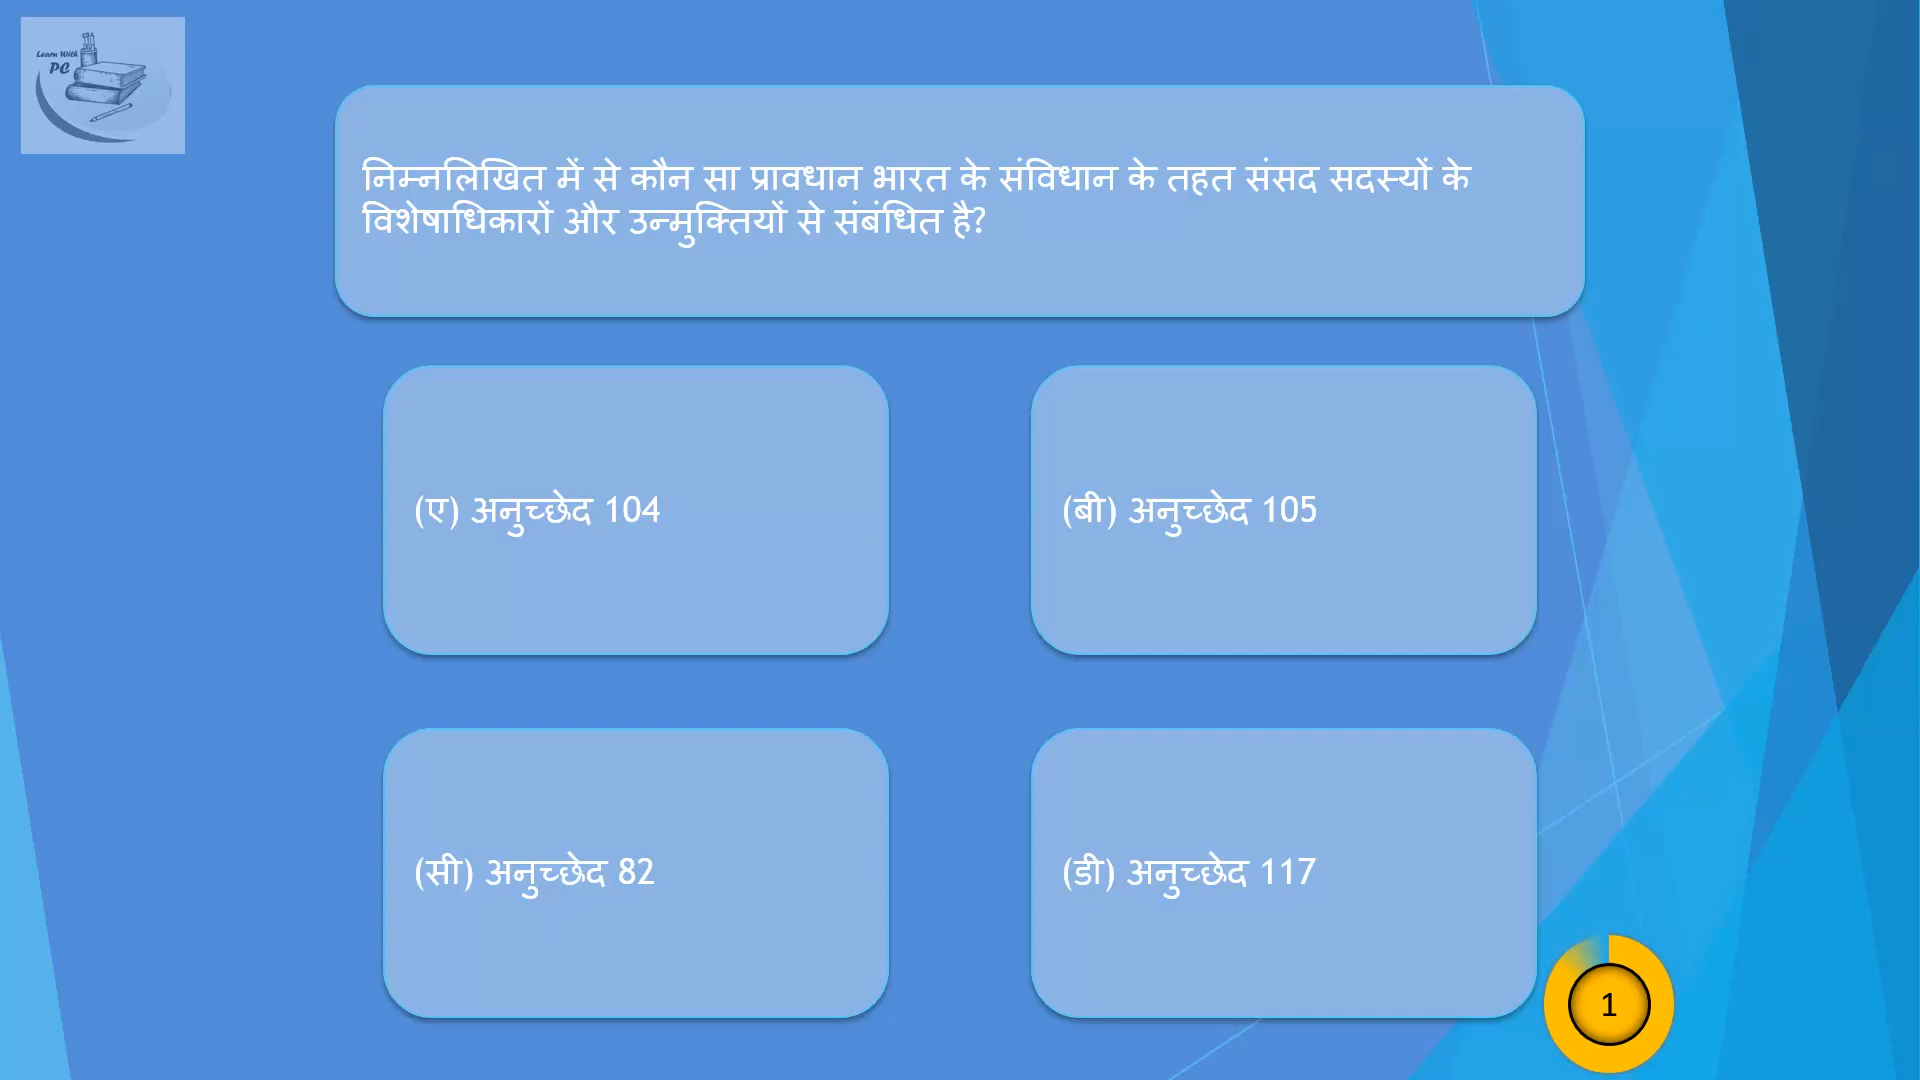 Learn With
PC
निम्नलिखित में से कौन सा प्रावधान भारत के संविधान के तहत संसद सदस्यों के
विशेषाधिकारों और उन्मुक्तियों से संबंधित है?
(ए) अनुच्छेद 104
(बी) अनुच्छेद 105
(सी) अनुच्छेद 82
(डी) अनुच्छेद 117
1